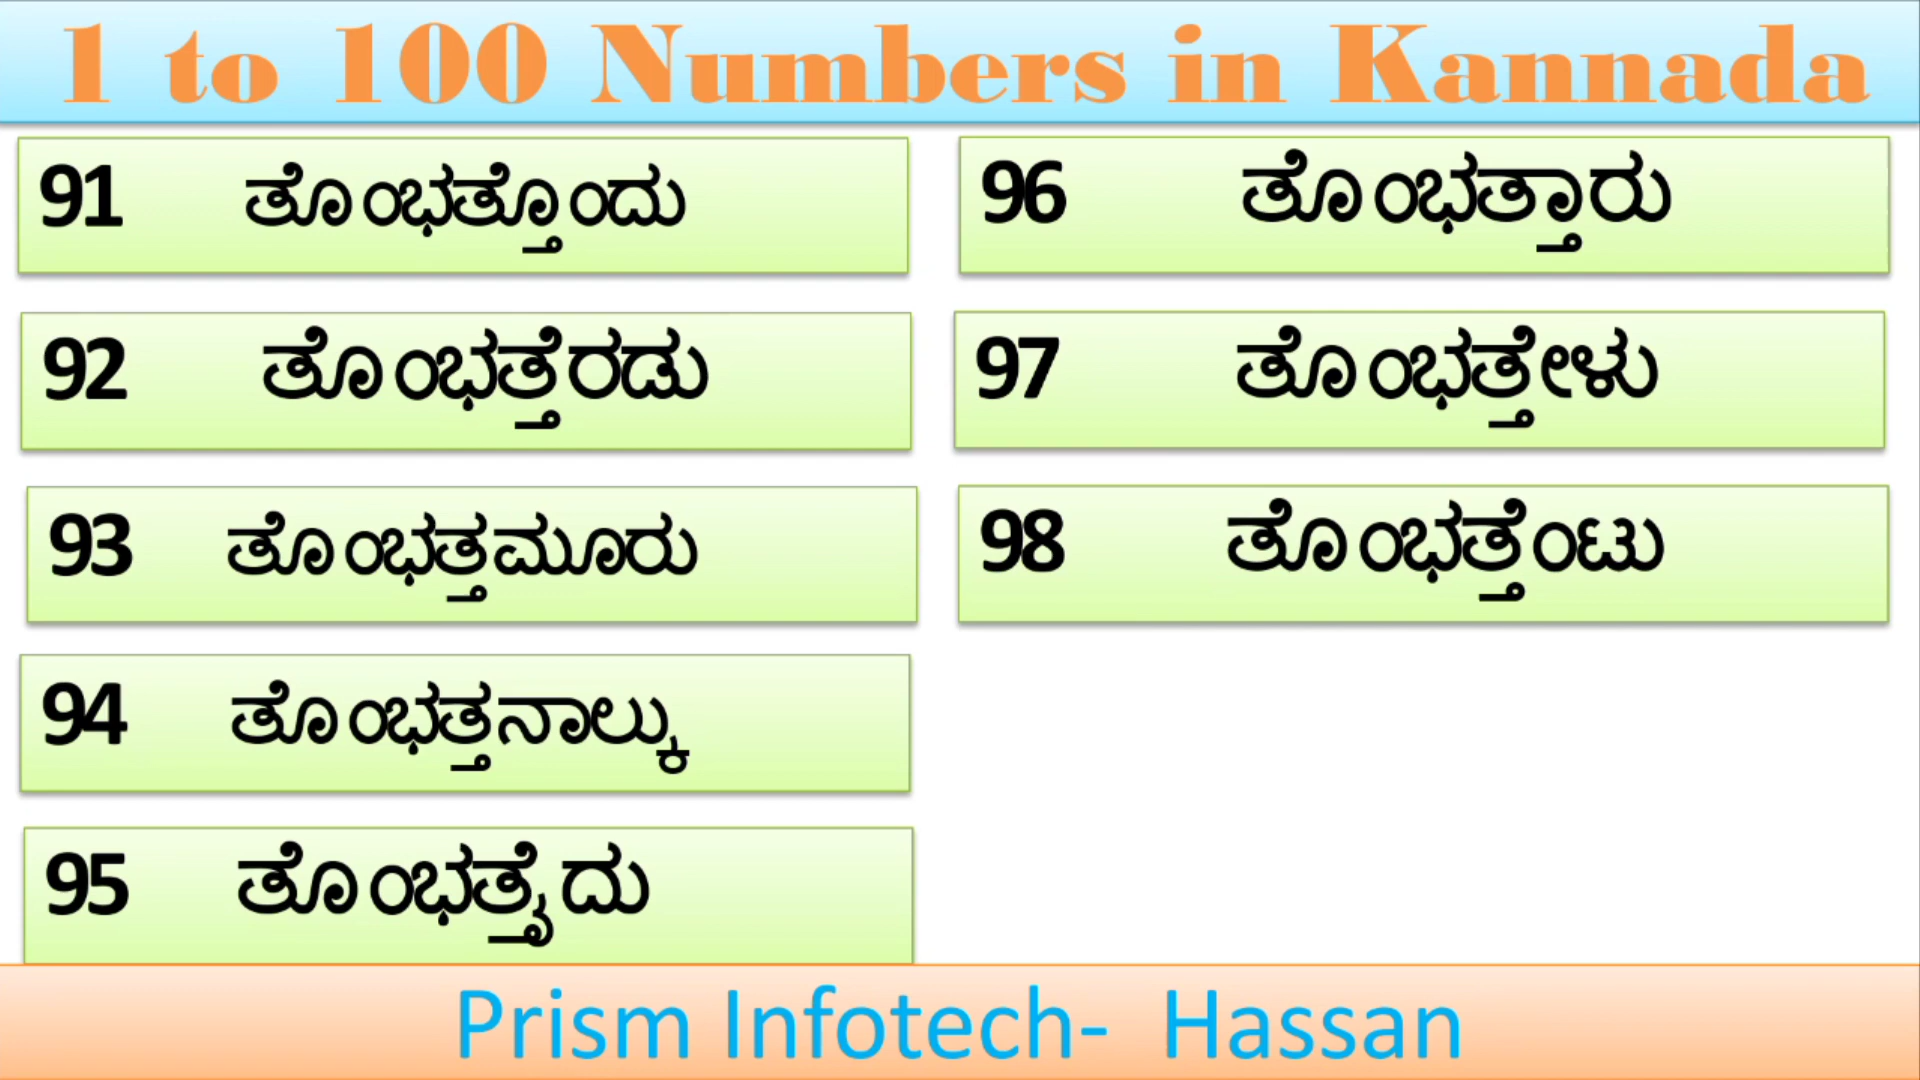 1 to 100 Numbers in Kannada
91 ತೊಂಭತ್ತೊಂದು
92 ತೊಂಭತ್ತೆರಡು
93 ತೊಂಭತ್ತಮೂರು
94 ತೊಂಭತ್ತನಾಲ್ಕು
95 ತೊಂಭತ್ತೈದು
96 ತೊಂಭತ್ತಾರು
97 ತೊಂಭತ್ತೇಳು
98 ತೊಂಭತ್ತೆಂಟು
Prism Infotech- Hassan